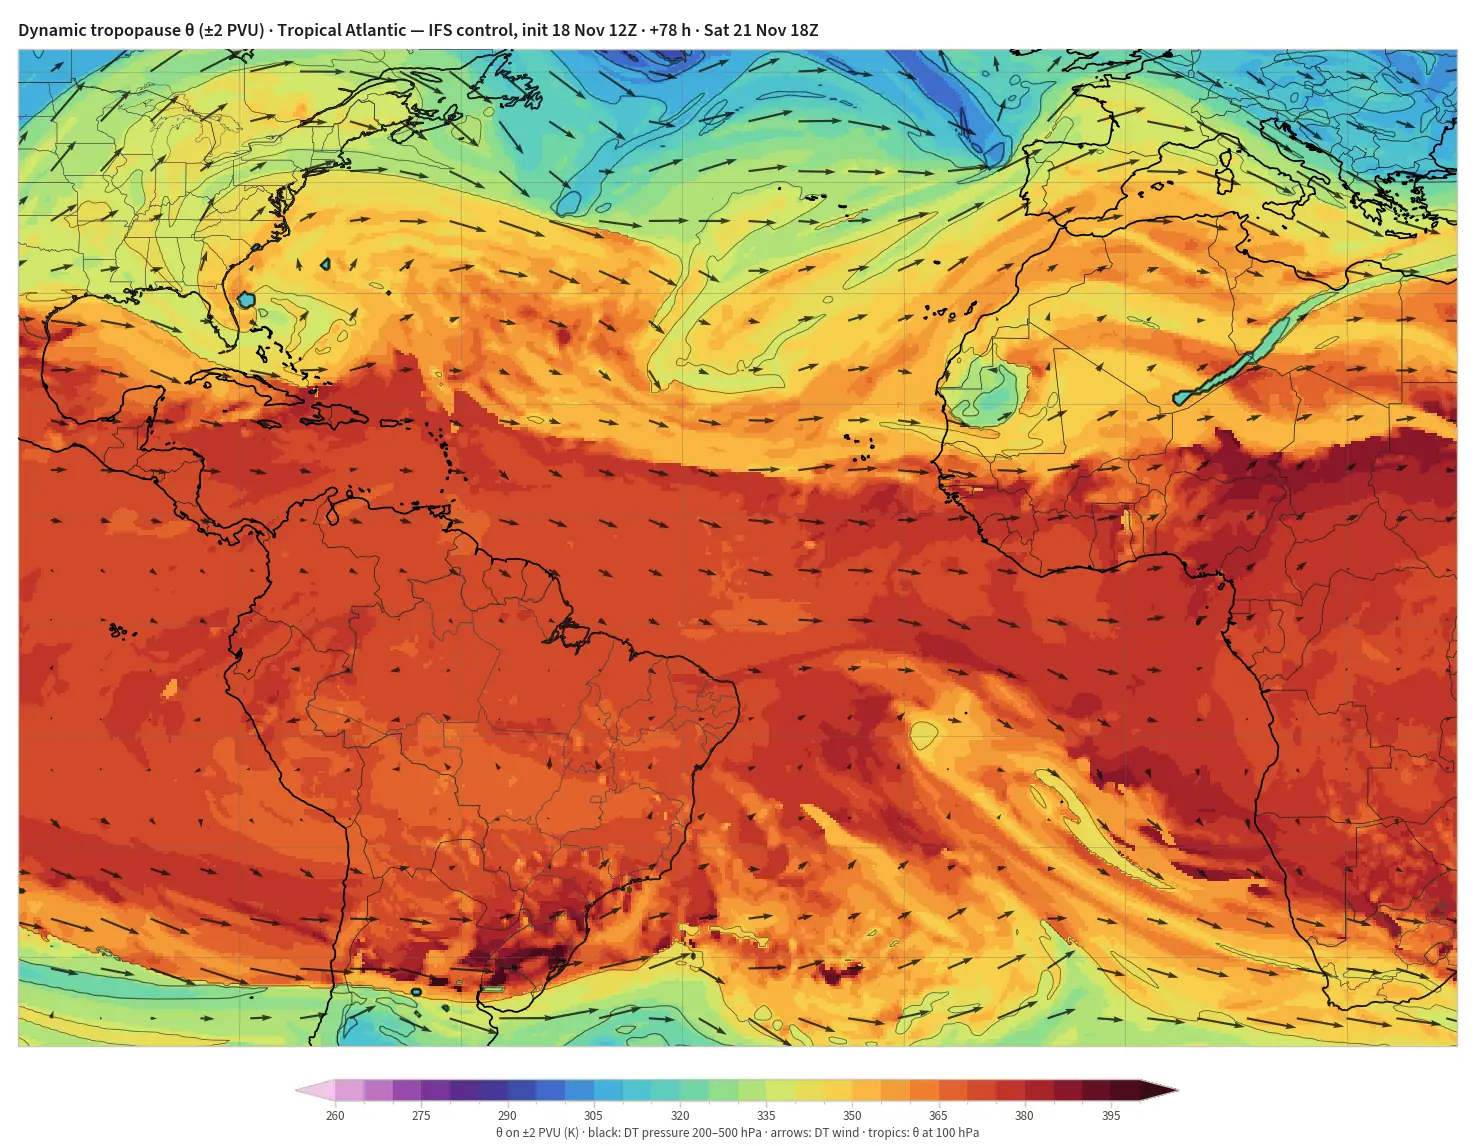 Dynamic tropopause θ (±2 PVU) · Tropical Atlantic — IFS control, init 18 Nov 12Z · +78 h · Sat 21 Nov 18Z
260 275 290 305 320 335 350 365 380 395
θ on ±2 PVU (K) · black: DT pressure 200–500 hPa · arrows: DT wind · tropics: θ at 100 hPa